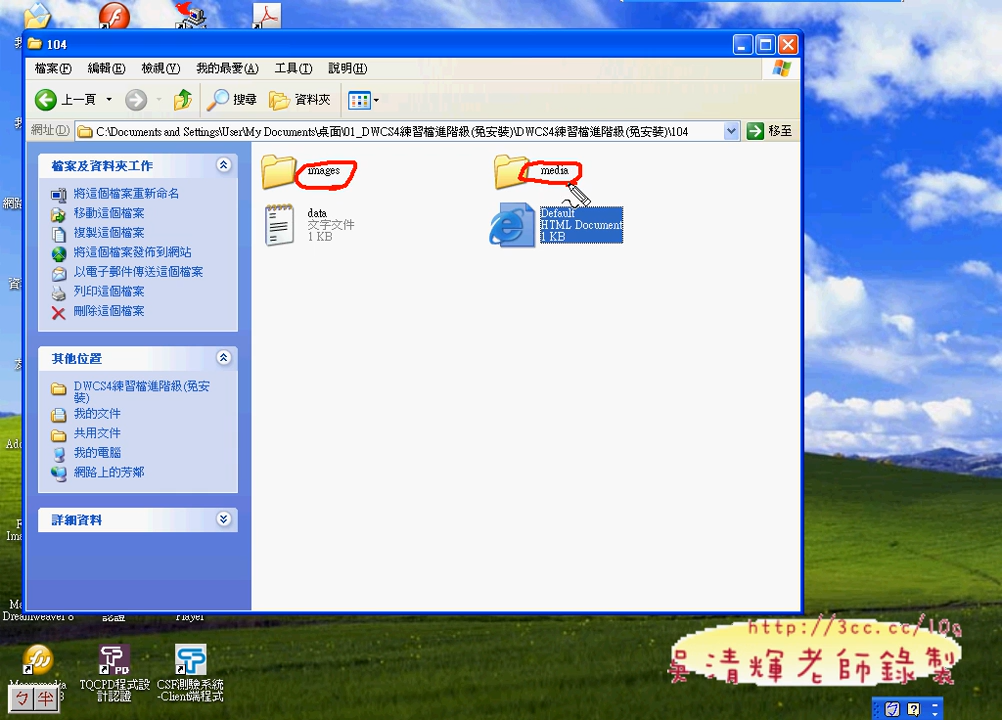 104
檔案(F) 編輯(E) 檢視(V) 我的最愛(A) 工具(T) 說明(H)
上一頁 搜尋 資料夾
網址(D) C:\Documents and Settings\User\My Documents\桌面\01_DWCS4練習檔進階級(免安裝)\DWCS4練習檔進階級(免安裝)\104 移至
檔案及資料夾工作
將這個檔案重新命名
移動這個檔案
複製這個檔案
將這個檔案發佈到網站
以電子郵件傳送這個檔案
列印這個檔案
刪除這個檔案
其他位置
DWCS4練習檔進階級(免安
裝)
我的文件
共用文件
我的電腦
網路上的芳鄰
詳細資料
images
media
data
文字文件
1 KB
Default
HTML Document
1 KB
Dreamweaver 8
認證
Player
TQCPD程式設
計認證
CSF測驗系統
-Client端程式
ㄅ 半
http://3cc.cc/10q
吳清輝老師錄製